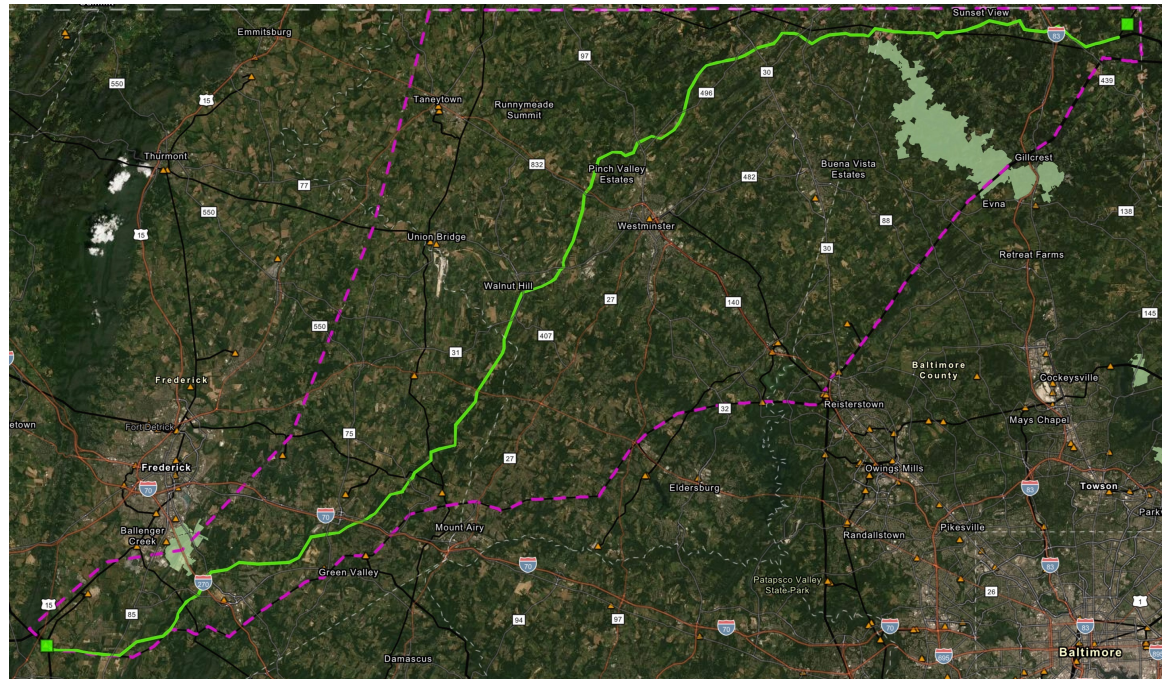 Sunset View
Emmitsburg
83
97
30
550
439
496
15
Taneytown
Runnymeade
Summit
832
Thurmont
Pinch Valley
Estates
Buena Vista
Estates
Gillcrest
482
77
Evna
550
88
138
Westminster
15
Union Bridge
30
Retreat Farms
Walnut Hill
27
140
145
550
407
31
Baltimore
County
Frederick
Cockeysville
32
Reisterstown
Mays Chapel
Fort Detrick
etown
75
27
Frederick
Owings Mills
70
Eldersburg
83
Towson
Park
70
Ballenger
Creek
Mount Airy
Pikesville
Randallstown
Green Valley
70
83
270
Patapsco Valley
State Park
26
15
1
85
94
97
70
70
83
Damascus
695
Baltimore
895